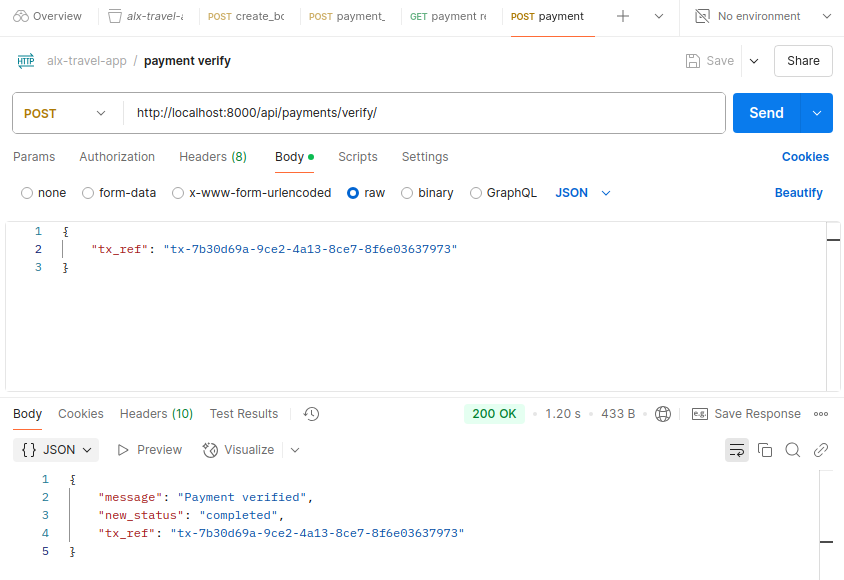 Overview alx-travel-a POST create_bo POST payment_ GET payment re POST payment No environment
HTTP alx-travel-app / payment verify Save Share
POST http://localhost:8000/api/payments/verify/ Send
Params Authorization Headers (8) Body Scripts Settings Cookies
none form-data x-www-form-urlencoded raw binary GraphQL JSON Beautify
1 {
2 "tx_ref": "tx-7b30d69a-9ce2-4a13-8ce7-8f6e03637973"
3 }
Body Cookies Headers (10) Test Results 200 OK 1.20 s 433 B e.g. Save Response
{} JSON Preview Visualize
1 {
2 "message": "Payment verified",
3 "new_status": "completed",
4 "tx_ref": "tx-7b30d69a-9ce2-4a13-8ce7-8f6e03637973"
5 }